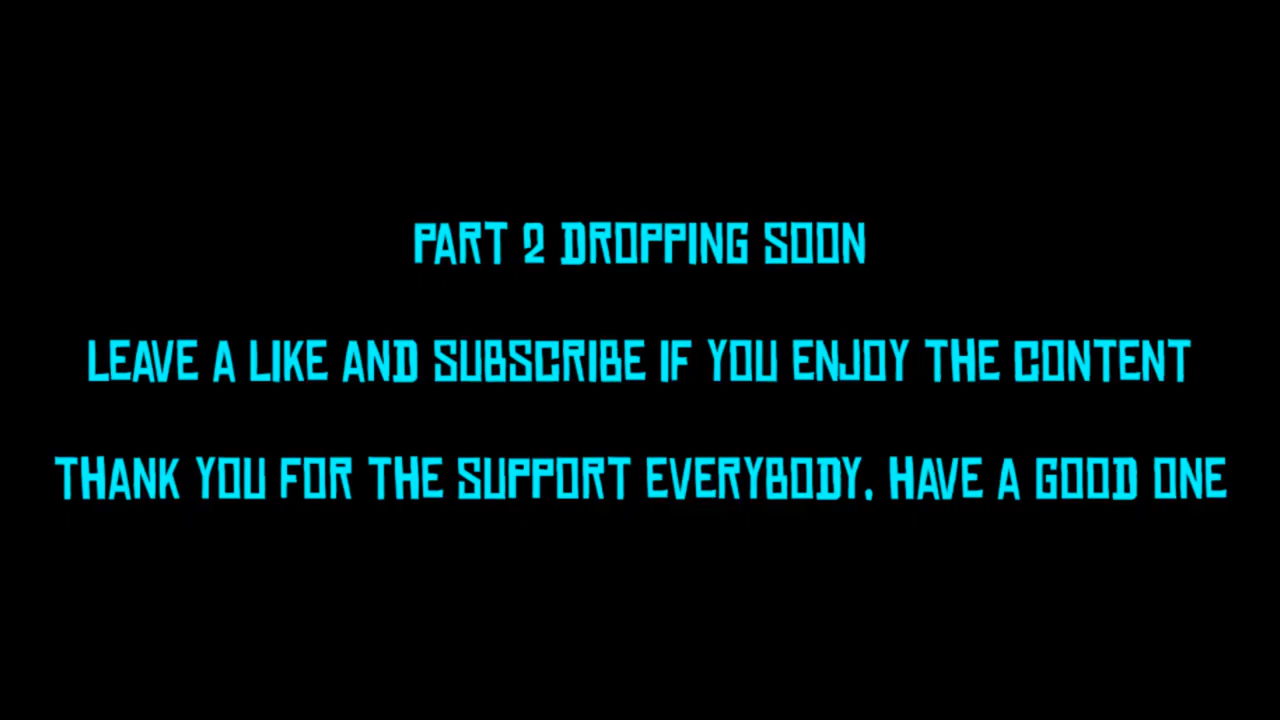 PART 2 DROPPING SOON
LEAVE A LIKE AND SUBSCRIBE IF YOU ENJOY THE CONTENT
THANK YOU FOR THE SUPPORT EVERYBODY. HAVE A GOOD ONE